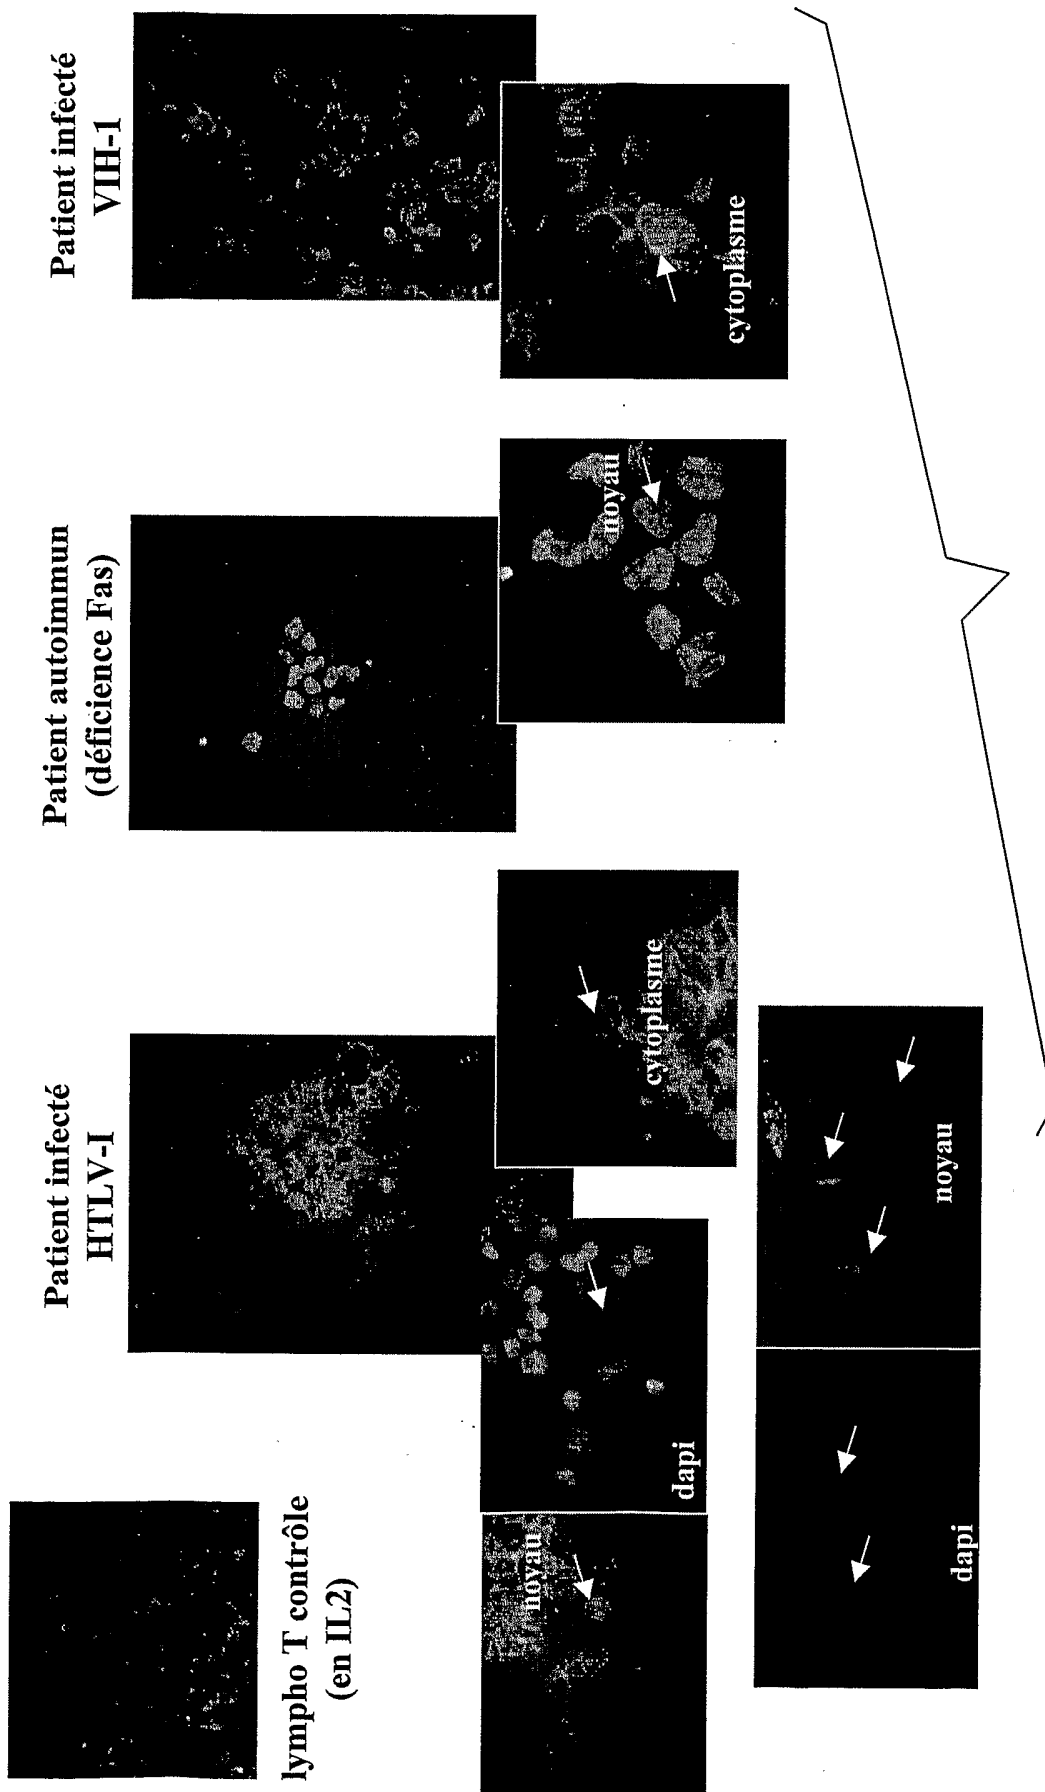 lympho T contrôle
(en IL2)
Patient infecté
HTLV-I
Patient autoimmun
(déficience Fas)
Patient infecté
VIH-1
noyau
dapi
cytoplasme
noyau
cytoplasme
dapi
noyau